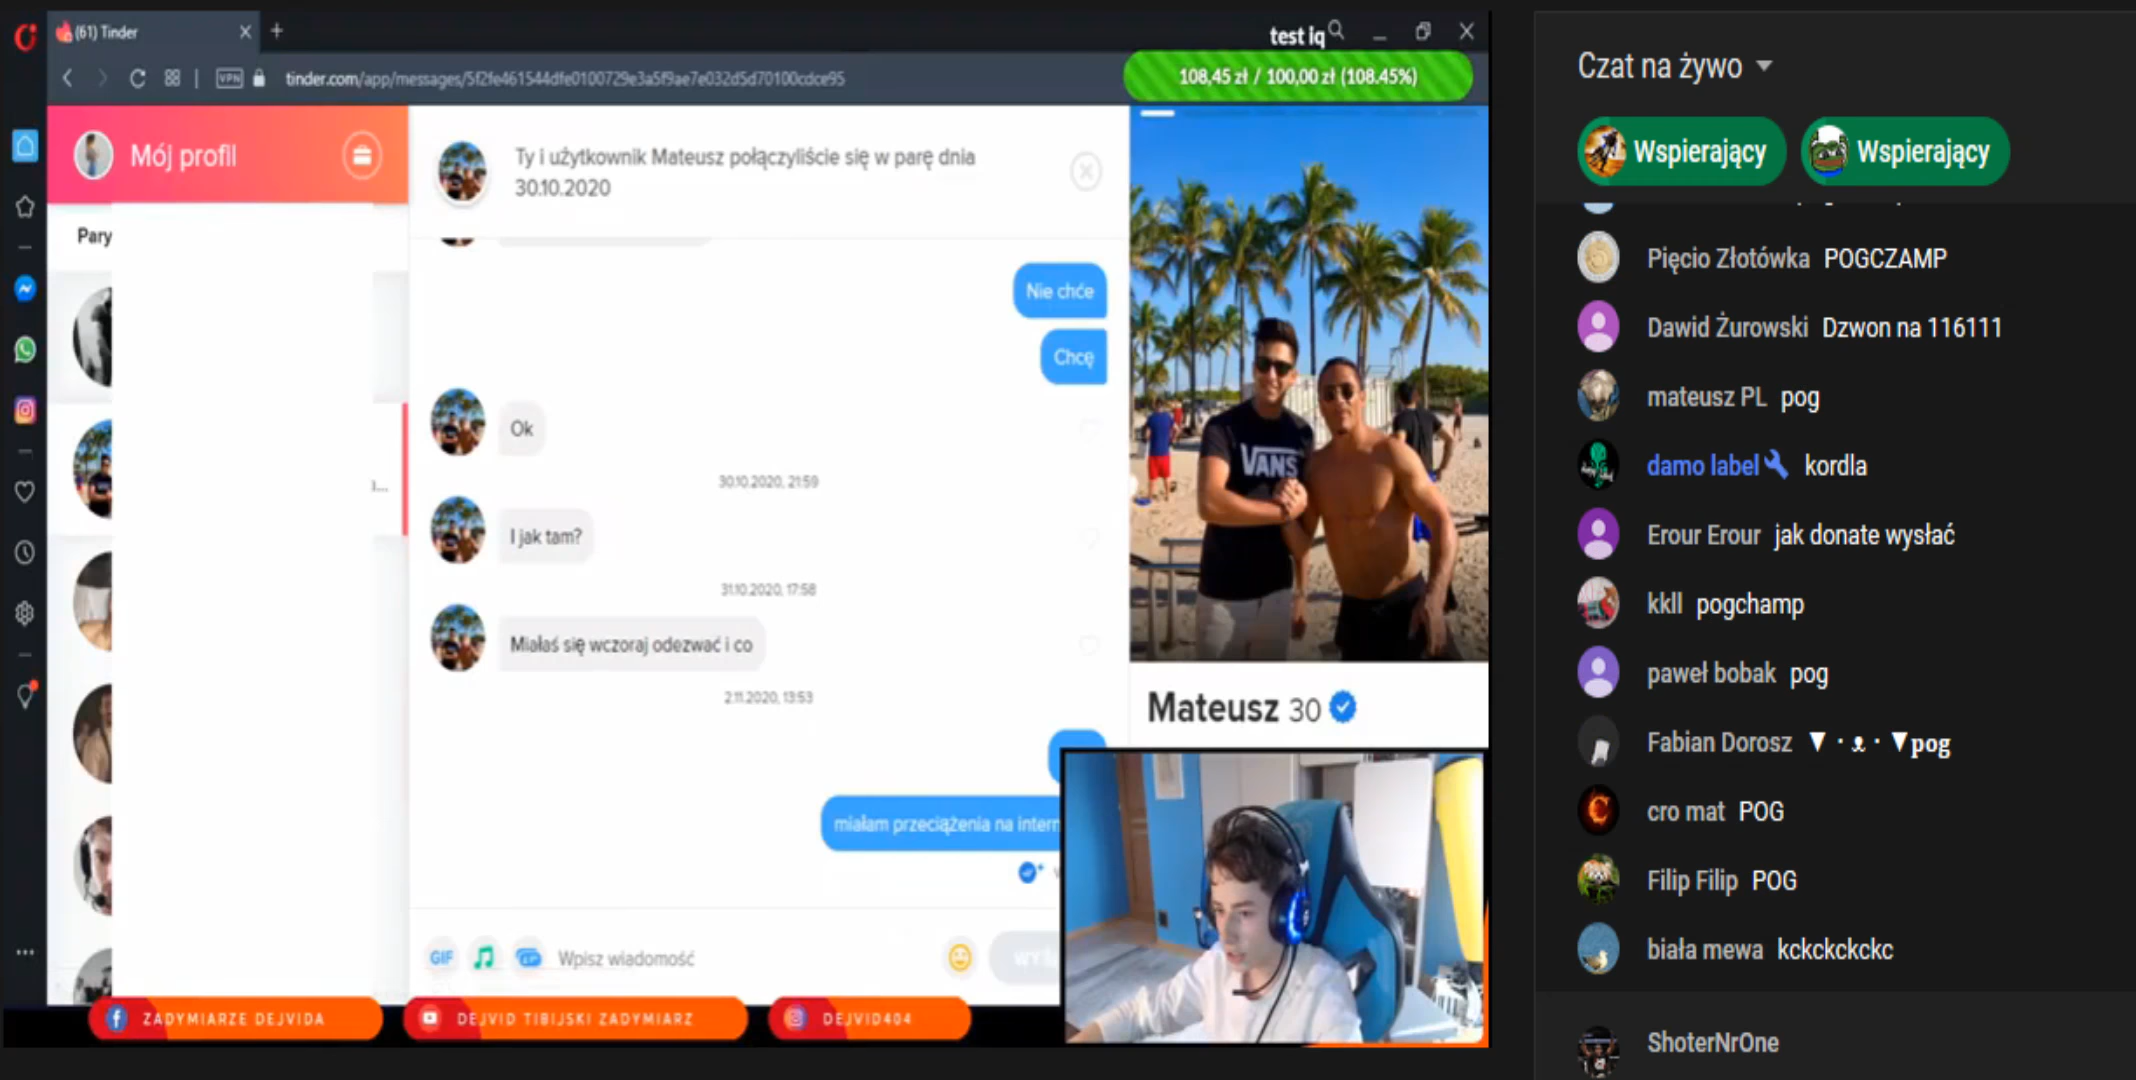 (61) Tinder
test iq
VPN
tinder.com/app/messages/5f2fe461544dfe0100729e3a5f9ae7e032d5d70100cdce95
108,45 zł / 100,00 zł (108.45%)
Mój profil
Ty i użytkownik Mateusz połączyliście się w parę dnia
30.10.2020
Pary
Nie chće
Chcę
Ok
30.10.2020, 21:59
I jak tam?
31.10.2020, 17:58
Miałaś się wczoraj odezwać i co
2.11.2020, 13:53
miałam przeciążenia na intern
GIF
Wpisz wiadomość
VANS
Mateusz 30
ZADYMIARZE DEJVIDA
DEJVID TIBIJSKI ZADYMIARZ
DEJVID404
Czat na żywo
Wspierający
Wspierający
Pięcio Złotówka POGCZAMP
Dawid Żurowski Dzwon na 116111
mateusz PL pog
damo label kordla
Erour Erour jak donate wysłać
kkll pogchamp
paweł bobak pog
Fabian Dorosz ▼・ᴥ・▼pog
cro mat POG
Filip Filip POG
biała mewa kckckckckc
ShoterNrOne